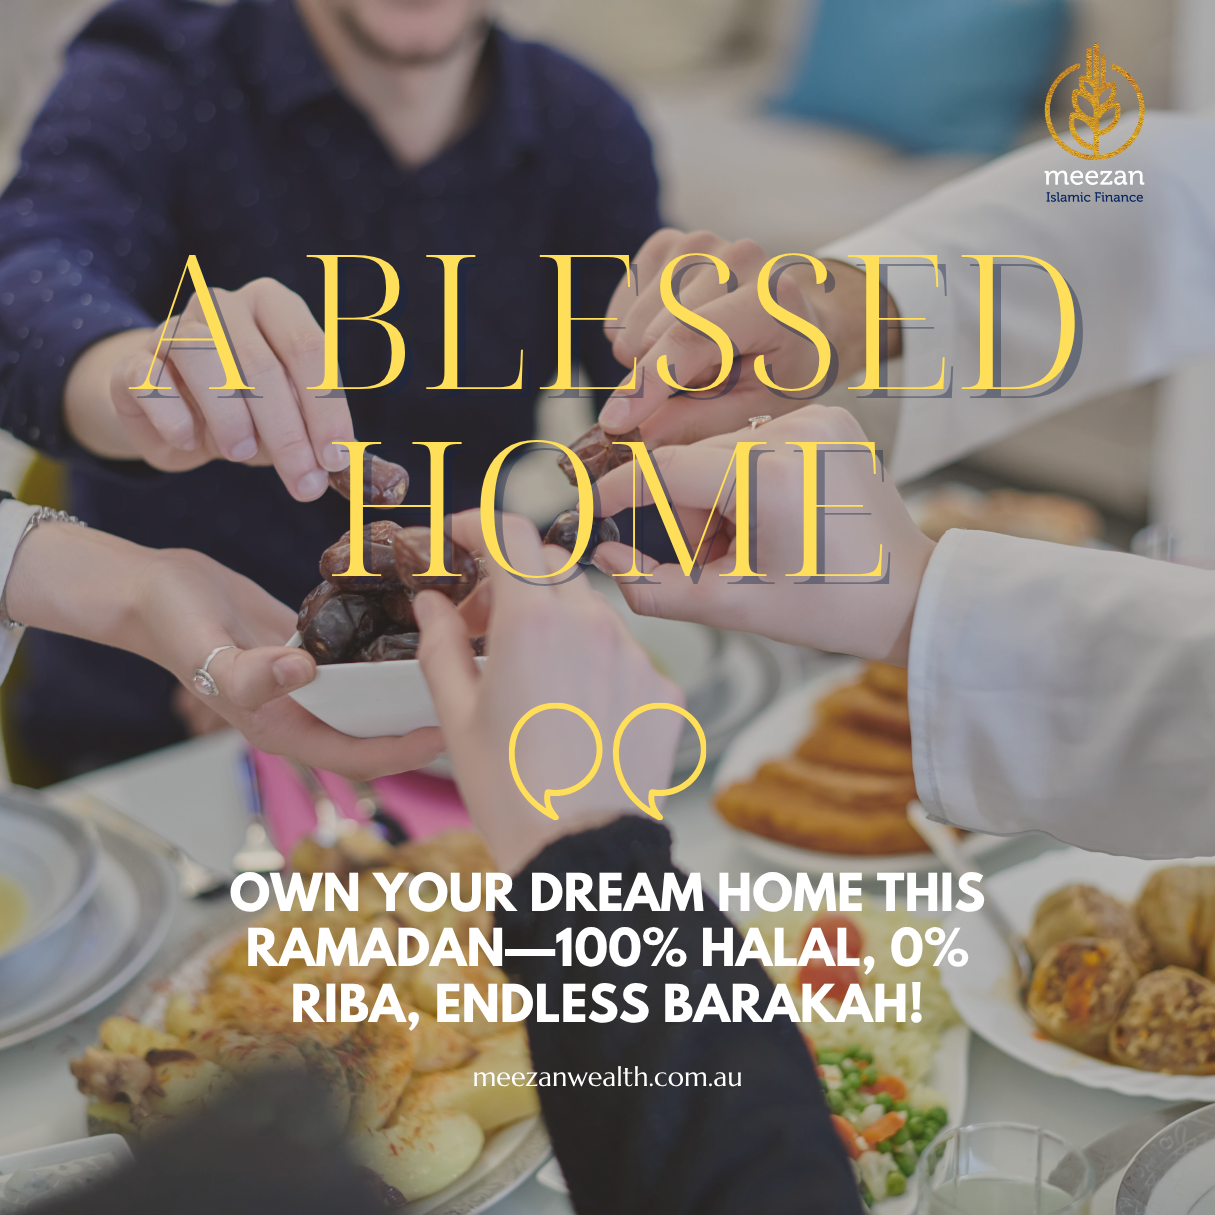 meezan
Islamic Finance
A BLESSED
HOME
OWN YOUR DREAM HOME THIS
RAMADAN—100% HALAL, 0%
RIBA, ENDLESS BARAKAH!
meezanwealth.com.au